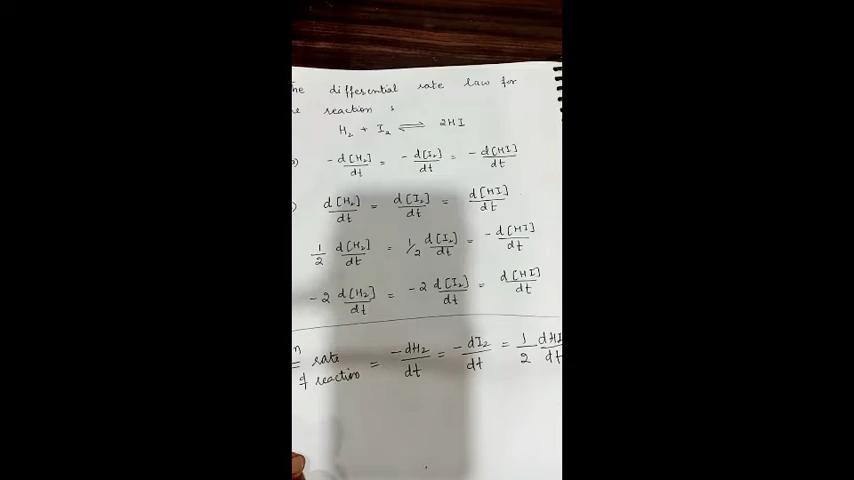 he differential rate law for
e reaction :
H₂ + I₂ ⇌ 2HI
) -d[H₂]/dt = -d[I₂]/dt = -d[HI]/dt
) d[H₂]/dt = d[I₂]/dt = d[HI]/dt
1/2 d[H₂]/dt = 1/2 d[I₂]/dt = -d[HI]/dt
-2 d[H₂]/dt = -2 d[I₂]/dt = d[HI]/dt
rate
reaction = -dH₂/dt = -dI₂/dt = 1/2 dHI/dt